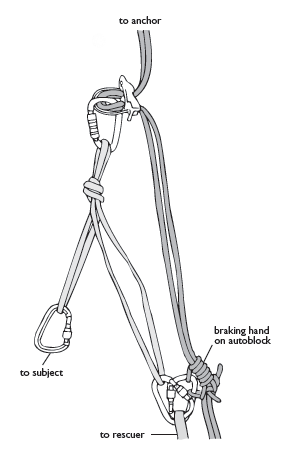 to anchor
braking hand
on autoblock
to subject
to rescuer